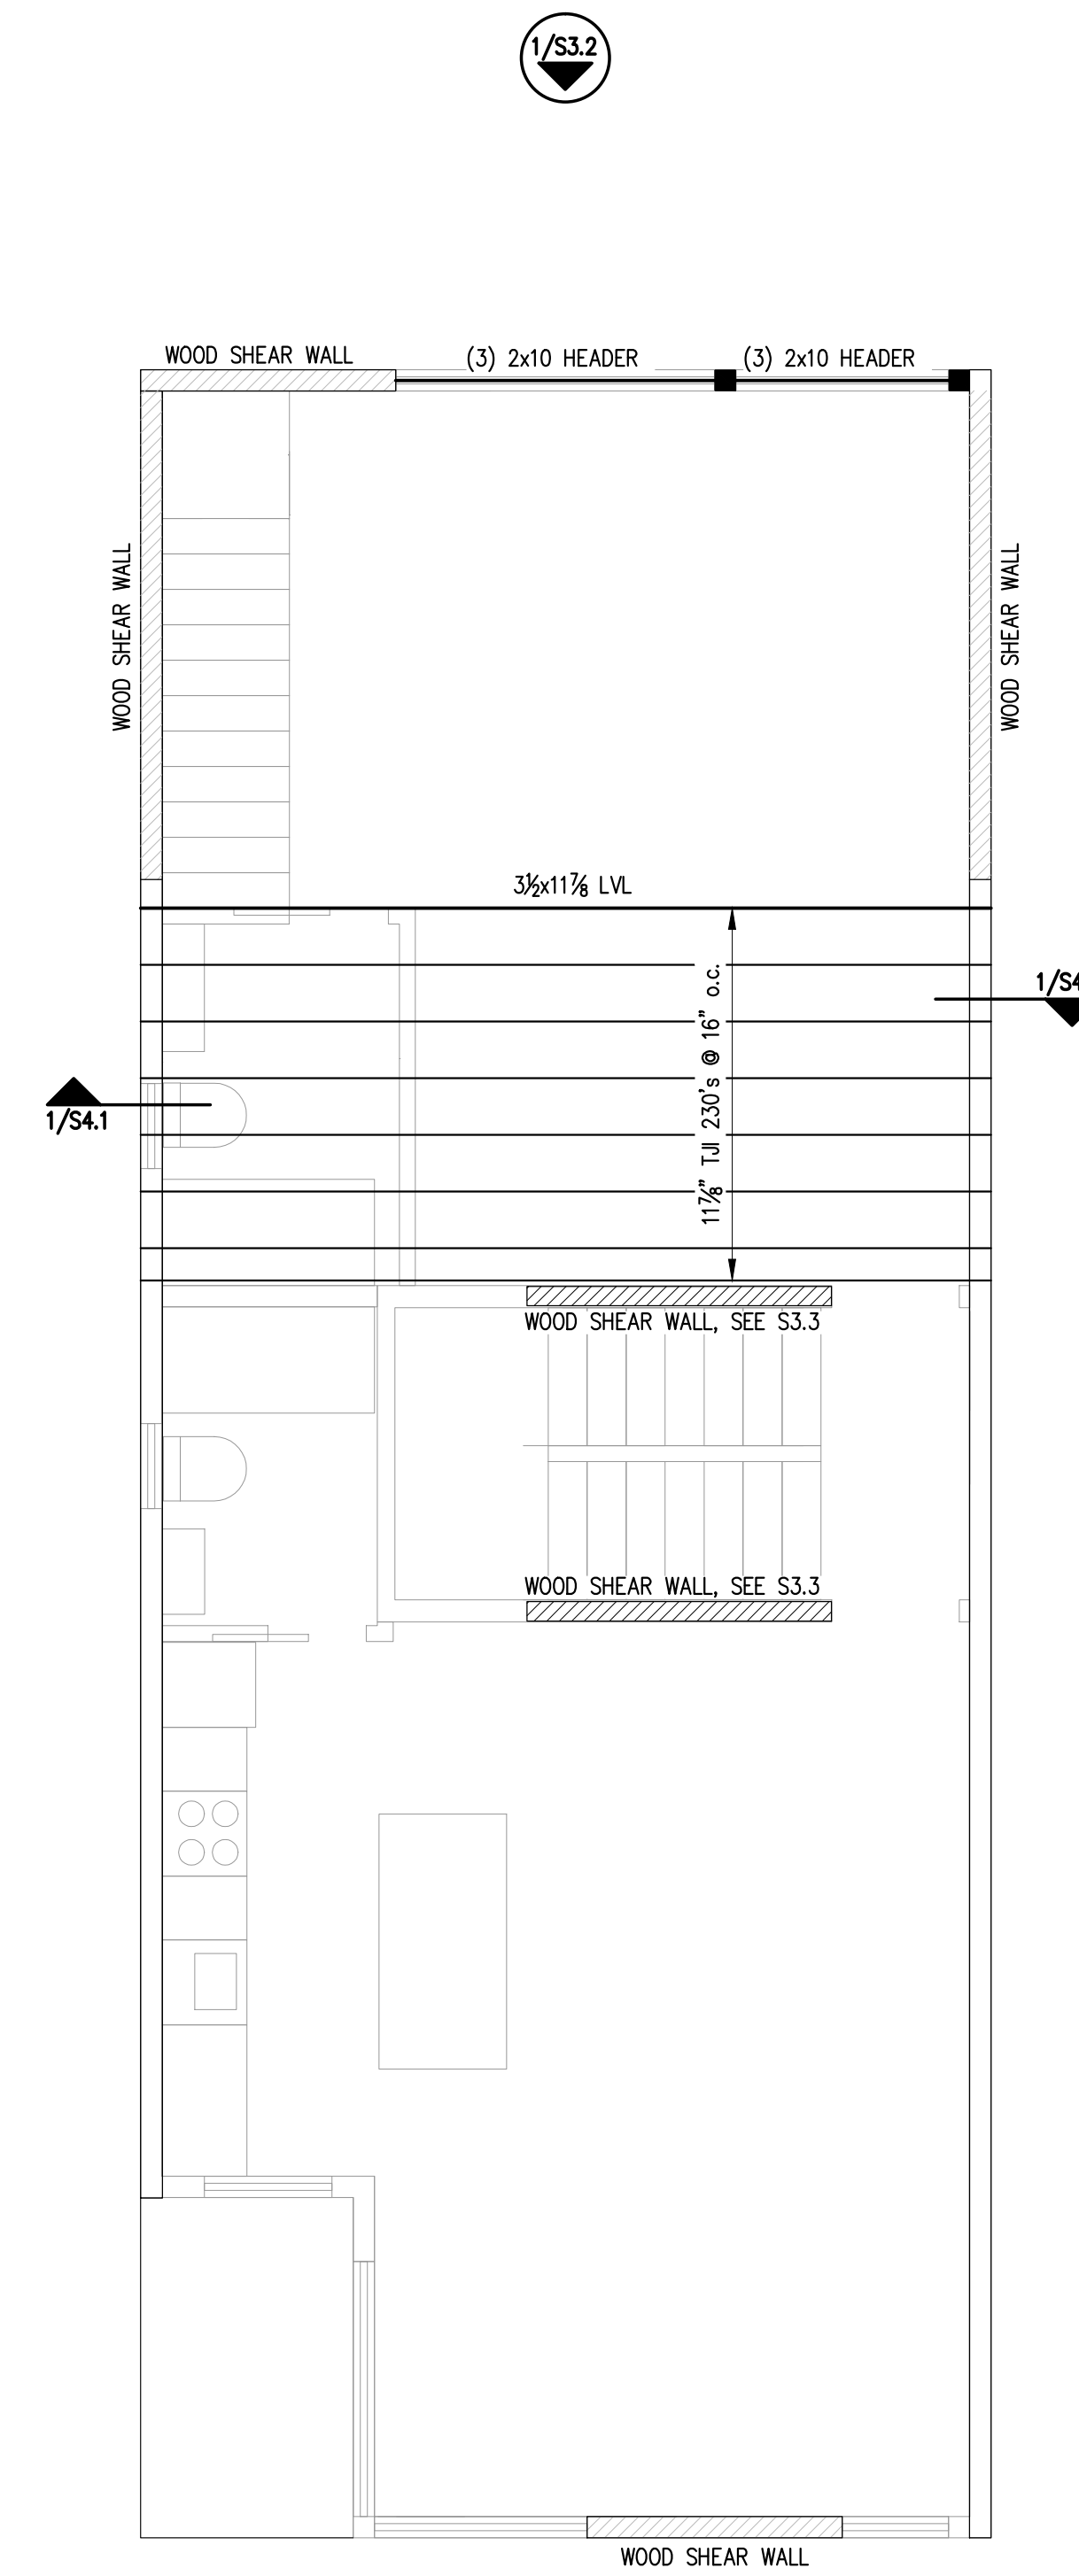 1/S3.2
WOOD SHEAR WALL
(3) 2x10 HEADER
(3) 2x10 HEADER
WOOD SHEAR WALL
WOOD SHEAR WALL
3½x11⅞ LVL
11⅞" TJI 230's @ 16" o.c.
1/S4
1/S4.1
WOOD SHEAR WALL, SEE S3.3
WOOD SHEAR WALL, SEE S3.3
WOOD SHEAR WALL